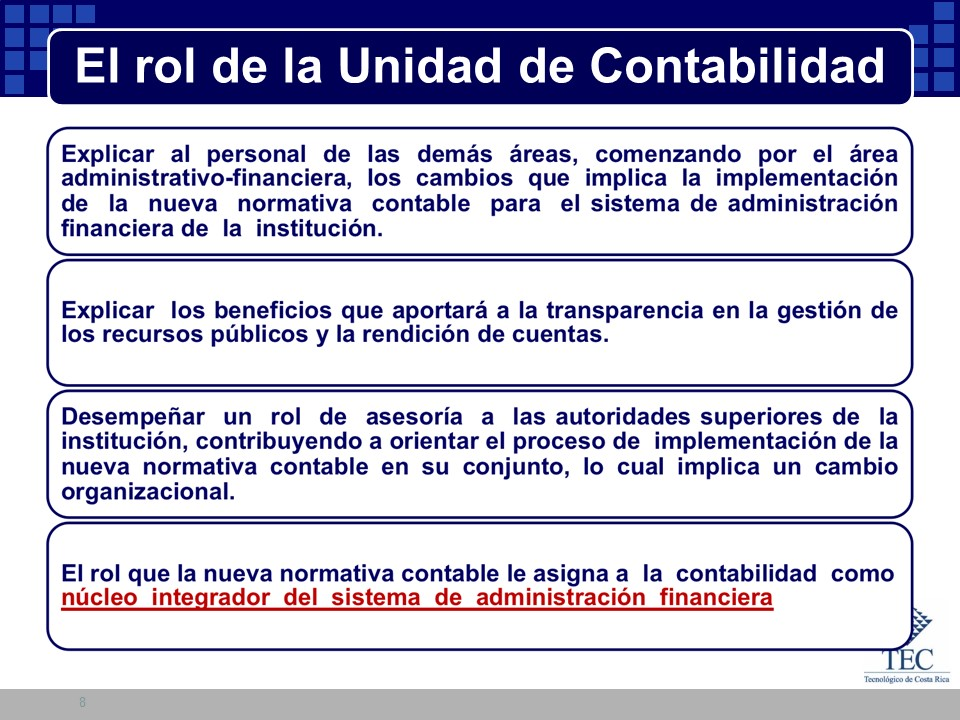 El rol de la Unidad de Contabilidad
Explicar al personal de las demás áreas, comenzando por el área
administrativo-financiera, los cambios que implica la implementación
de la nueva normativa contable para el sistema de administración
financiera de la institución.
Explicar los beneficios que aportará a la transparencia en la gestión de
los recursos públicos y la rendición de cuentas.
Desempeñar un rol de asesoría a las autoridades superiores de la
institución, contribuyendo a orientar el proceso de implementación de la
nueva normativa contable en su conjunto, lo cual implica un cambio
organizacional.
El rol que la nueva normativa contable le asigna a la contabilidad como
núcleo integrador del sistema de administración financiera
TEC
Tecnológico de Costa Rica
8